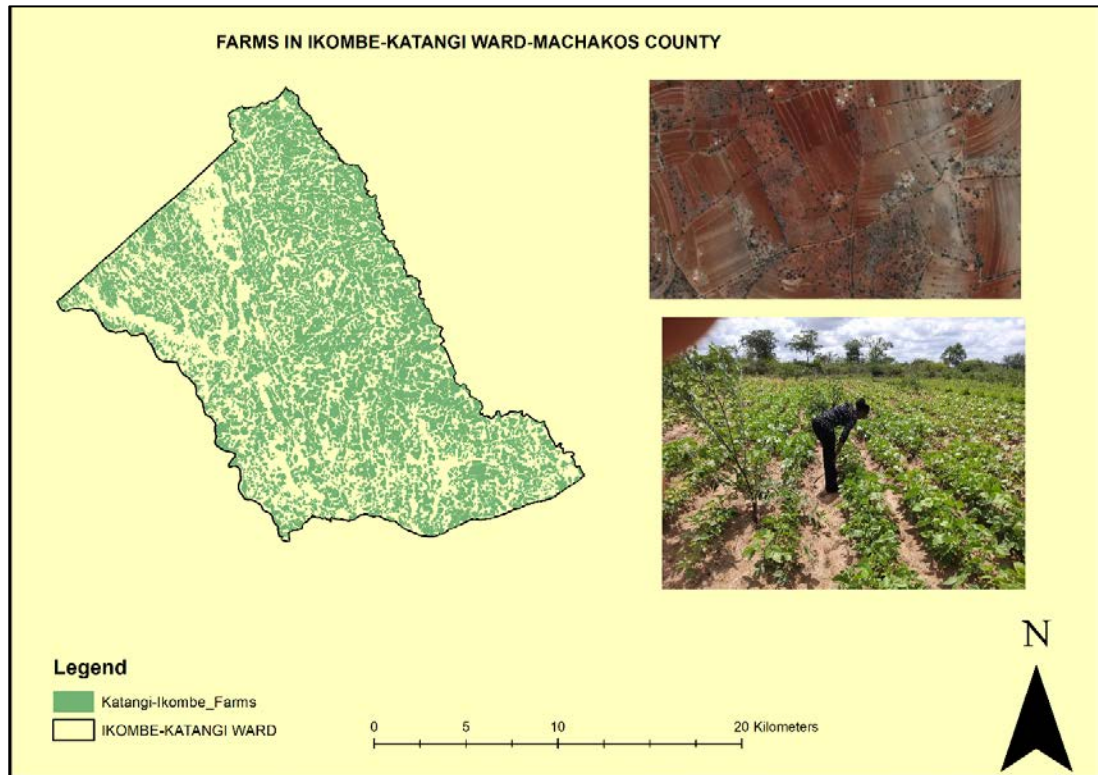 FARMS IN IKOMBE-KATANGI WARD-MACHAKOS COUNTY
N
Legend
Katangi-Ikombe_Farms
IKOMBE-KATANGI WARD
0 5 10 20 Kilometers